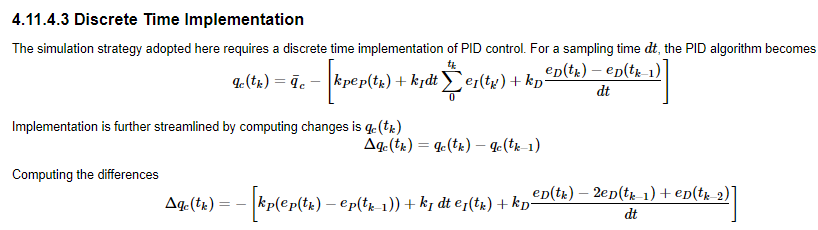 4.11.4.3 Discrete Time Implementation
The simulation strategy adopted here requires a discrete time implementation of PID control. For a sampling time dt, the PID algorithm becomes
q_c(t_k) = \bar{q}_c - \left[ k_P e_P(t_k) + k_I dt \sum_{0}^{t_k} e_I(t_{k'}) + k_D \frac{e_D(t_k) - e_D(t_{k-1})}{dt} \right]
Implementation is further streamlined by computing changes is q_c(t_k)
\Delta q_c(t_k) = q_c(t_k) - q_c(t_{k-1})
Computing the differences
\Delta q_c(t_k) = - \left[ k_P(e_P(t_k) - e_P(t_{k-1})) + k_I \, dt \, e_I(t_k) + k_D \frac{e_D(t_k) - 2e_D(t_{k-1}) + e_D(t_{k-2})}{dt} \right]